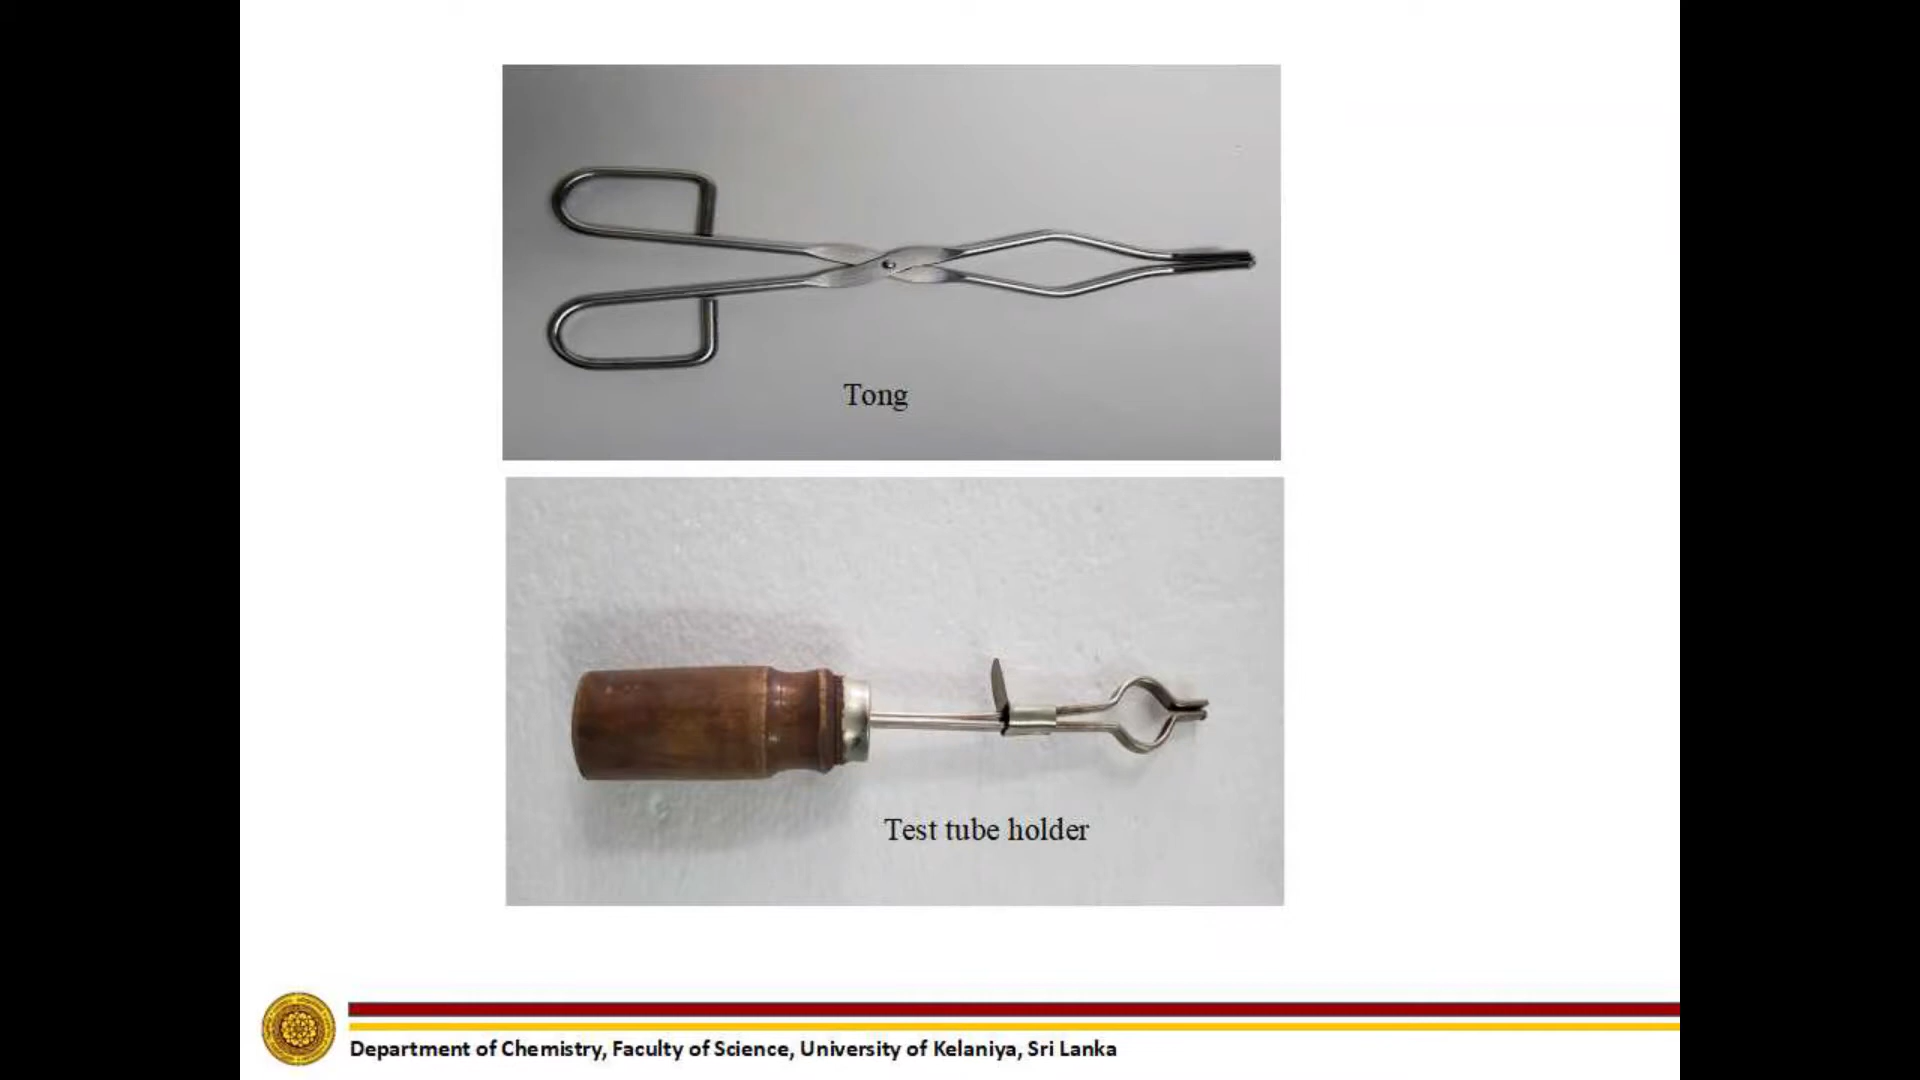 Tong
Test tube holder
Department of Chemistry, Faculty of Science, University of Kelaniya, Sri Lanka